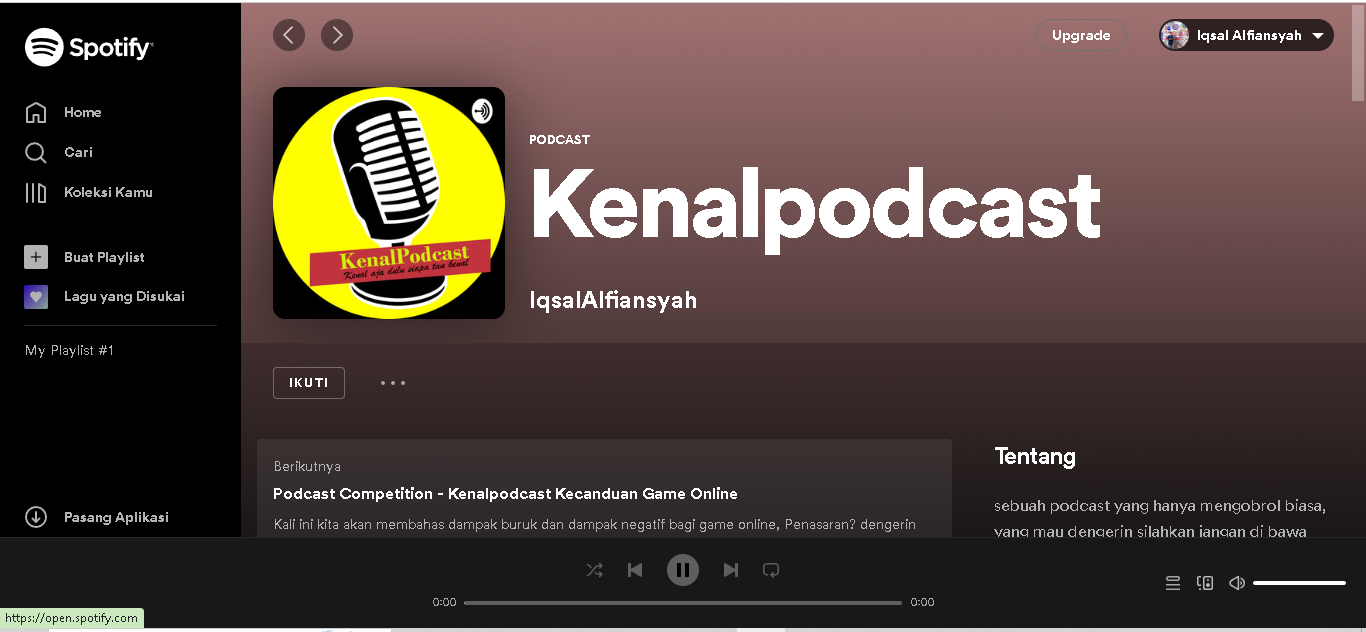 Spotify
Home
Cari
Koleksi Kamu
Buat Playlist
Lagu yang Disukai
My Playlist #1
Pasang Aplikasi
Upgrade
Iqsal Alfiansyah
KenalPodcast
Kenal aja dulu siapa tau kenal
PODCAST
Kenalpodcast
IqsalAlfiansyah
IKUTI
Berikutnya
Podcast Competition - Kenalpodcast Kecanduan Game Online
Kali ini kita akan membahas dampak buruk dan dampak negatif bagi game online, Penasaran? dengerin
Tentang
sebuah podcast yang hanya mengobrol biasa,
yang mau dengerin silahkan jangan di bawa
0:00
0:00
https://open.spotify.com